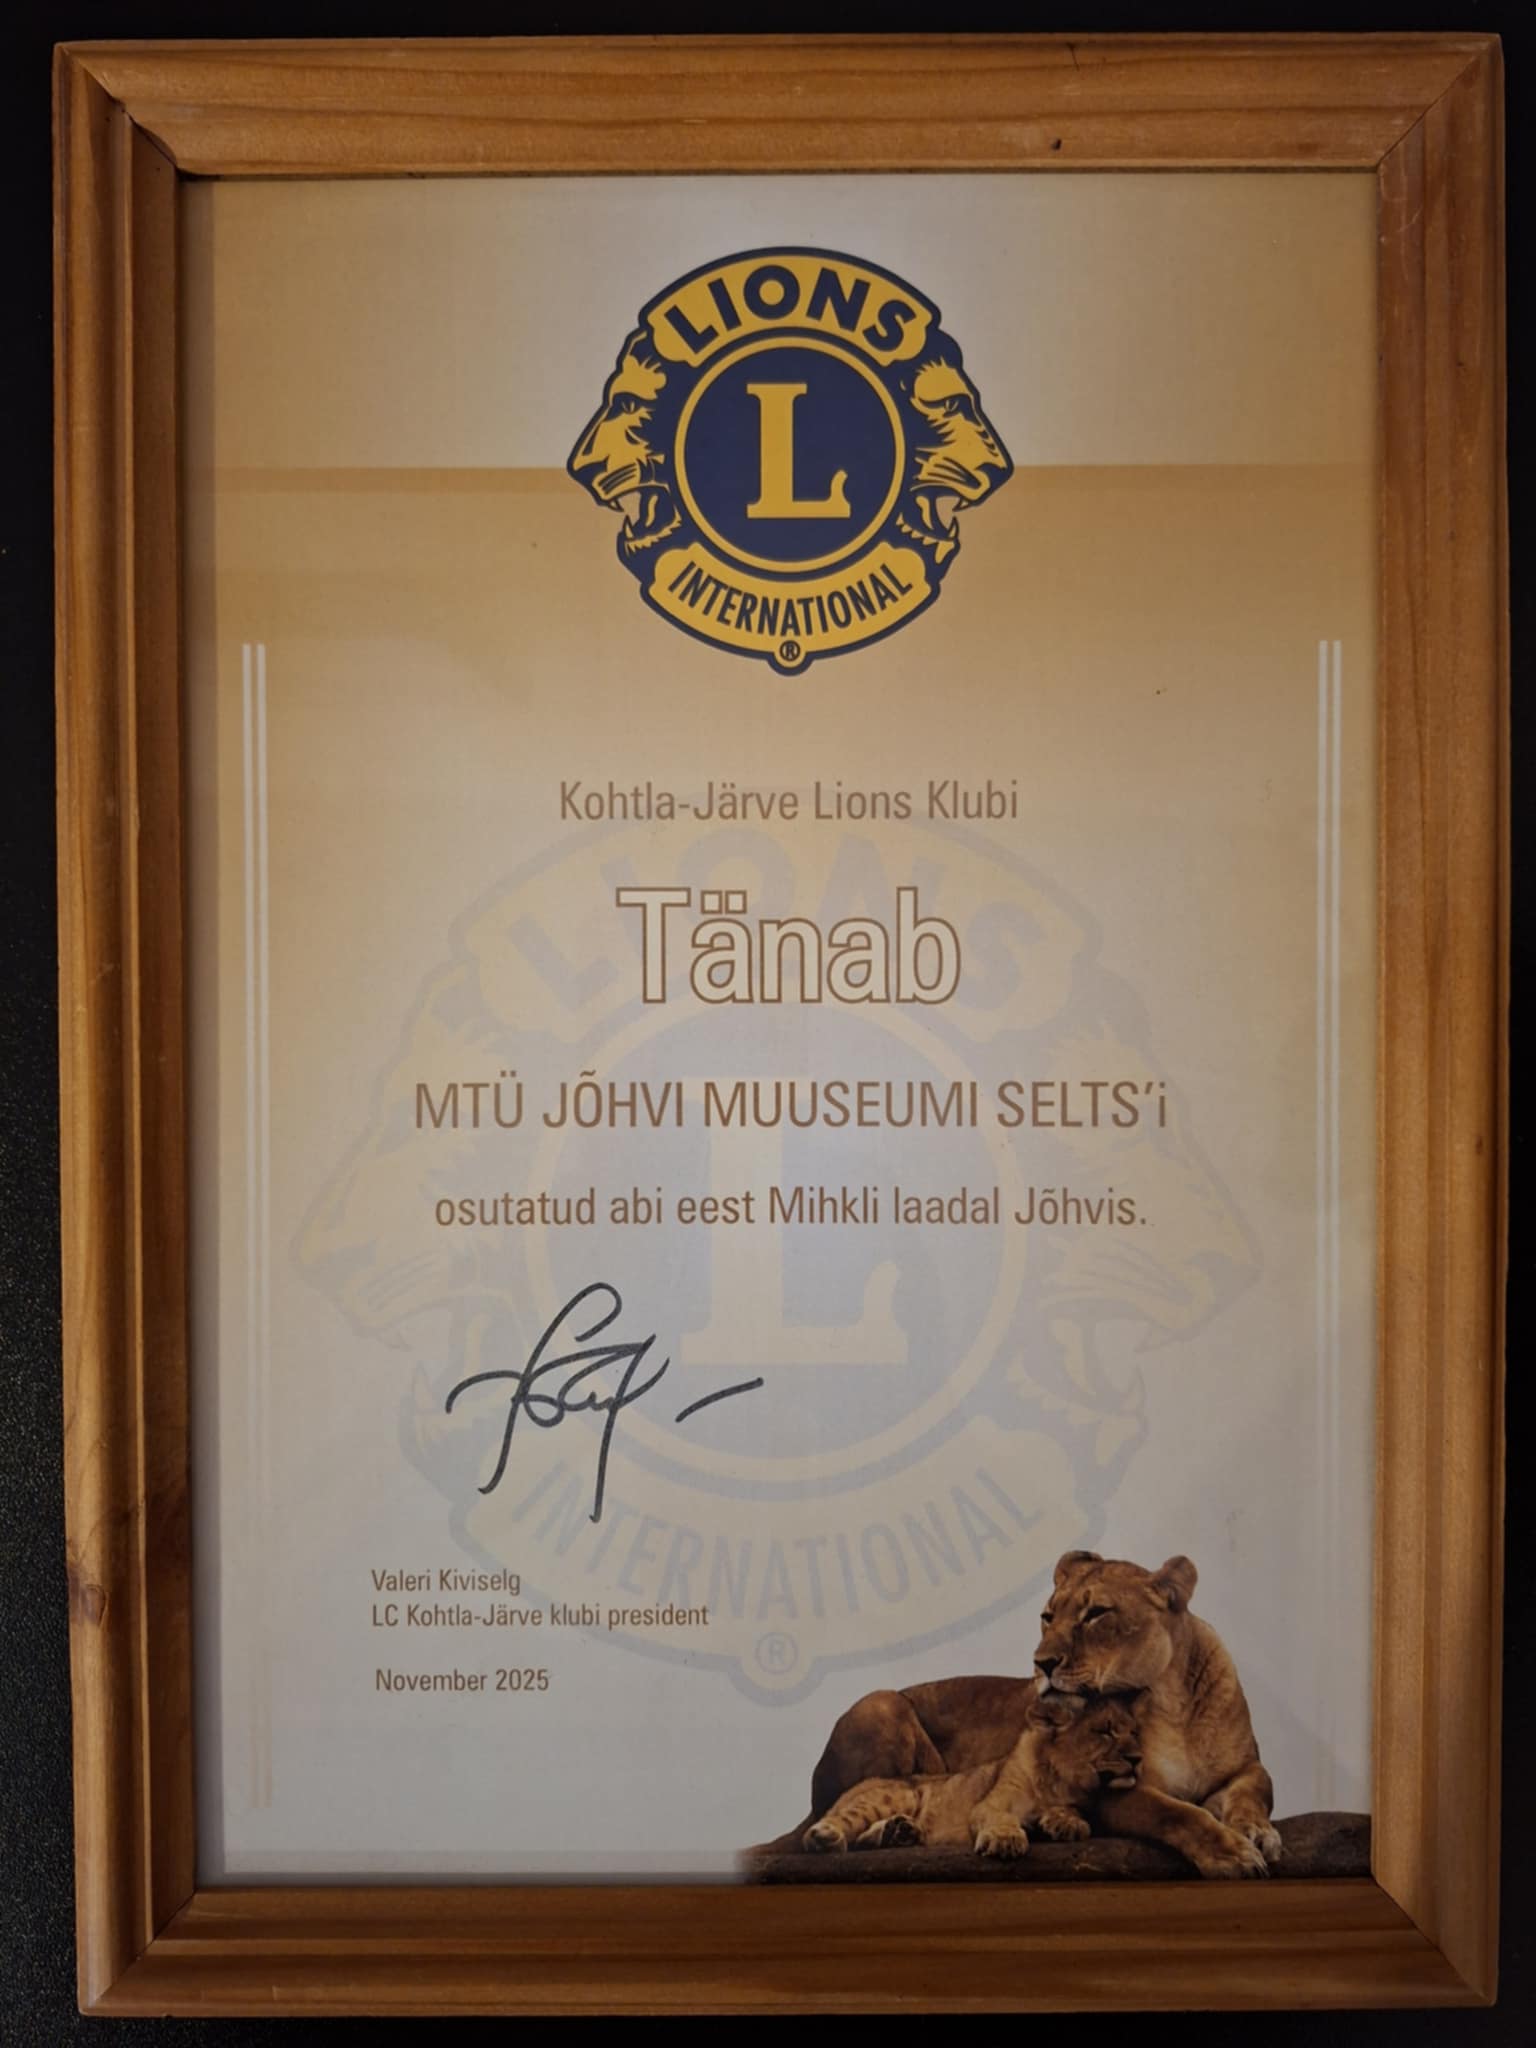 LIONS
L
INTERNATIONAL
®
Kohtla-Järve Lions Klubi
Tänab
MTÜ JÕHVI MUUSEUMI SELTS’i
osutatud abi eest Mihkli laadal Jõhvis.
Valeri Kiviselg
LC Kohtla-Järve klubi president
November 2025